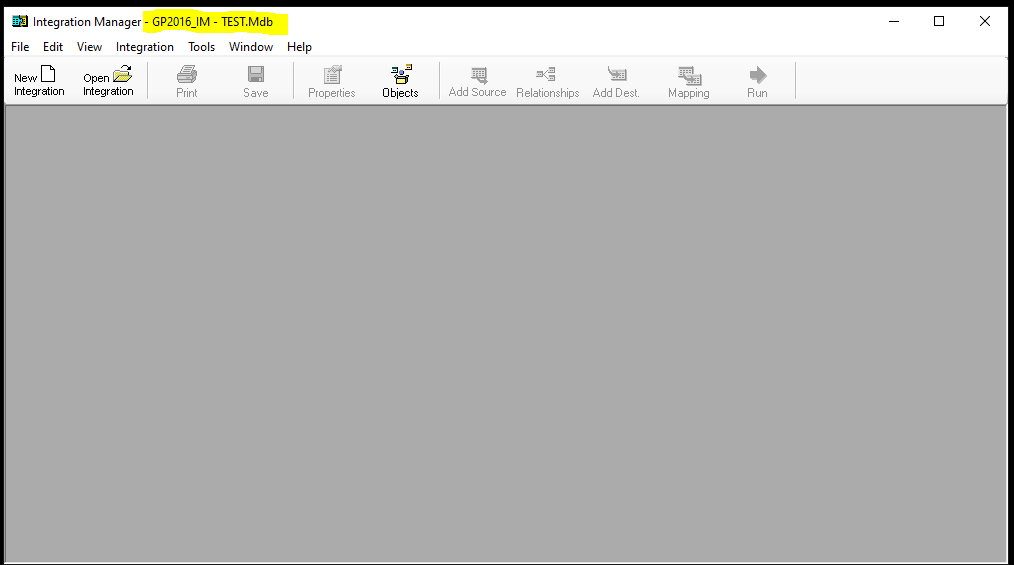 Integration Manager - GP2016_IM - TEST.Mdb
File Edit View Integration Tools Window Help
New Integration
Open Integration
Print
Save
Properties
Objects
Add Source
Relationships
Add Dest.
Mapping
Run